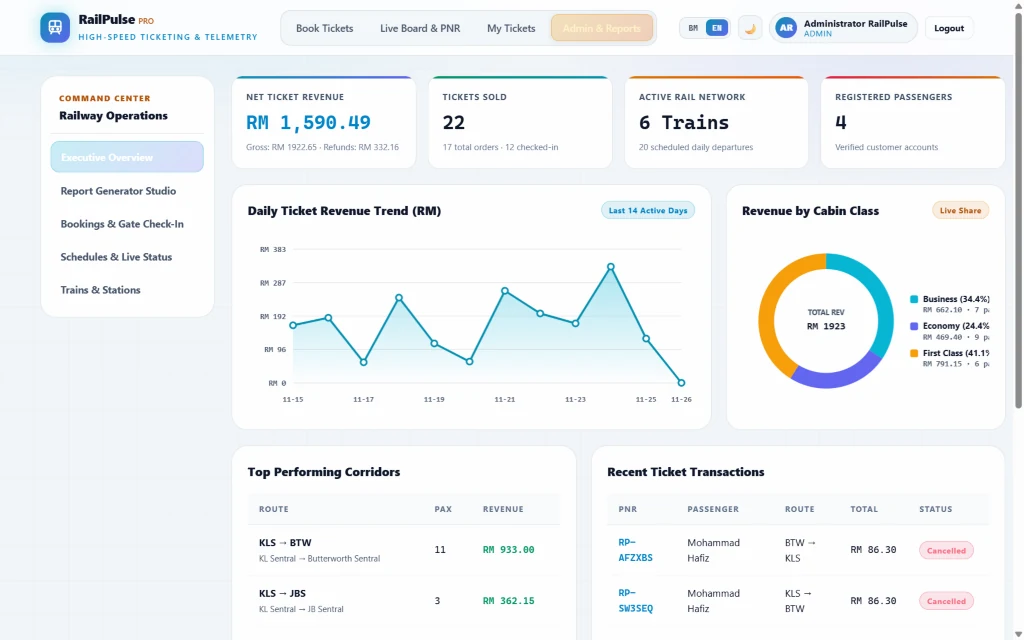 RailPulse PRO
HIGH-SPEED TICKETING & TELEMETRY
Book Tickets
Live Board & PNR
My Tickets
Admin & Reports
BM
EN
AR
Administrator RailPulse
ADMIN
Logout
COMMAND CENTER
Railway Operations
Executive Overview
Report Generator Studio
Bookings & Gate Check-In
Schedules & Live Status
Trains & Stations
NET TICKET REVENUE
RM 1,590.49
Gross: RM 1922.65 · Refunds: RM 332.16
TICKETS SOLD
22
17 total orders · 12 checked-in
ACTIVE RAIL NETWORK
6 Trains
20 scheduled daily departures
REGISTERED PASSENGERS
4
Verified customer accounts
Daily Ticket Revenue Trend (RM)
Last 14 Active Days
RM 383
RM 287
RM 192
RM 96
RM 0
11-15
11-17
11-19
11-21
11-23
11-25
11-26
Revenue by Cabin Class
Live Share
TOTAL REV
RM 1923
Business (34.4%)
RM 662.10 • 7 p
Economy (24.4%
RM 469.40 • 9 p
First Class (41.1%
RM 791.15 • 6 p
Top Performing Corridors
ROUTE PAX REVENUE
KLS → BTW 11 RM 933.00
KL Sentral → Butterworth Sentral
KLS → JBS 3 RM 362.15
KL Sentral → JB Sentral
Recent Ticket Transactions
PNR PASSENGER ROUTE TOTAL STATUS
RP-AFZXBS Mohammad Hafiz BTW → KLS RM 86.30 Cancelled
RP-SW3SEQ Mohammad Hafiz KLS → BTW RM 86.30 Cancelled